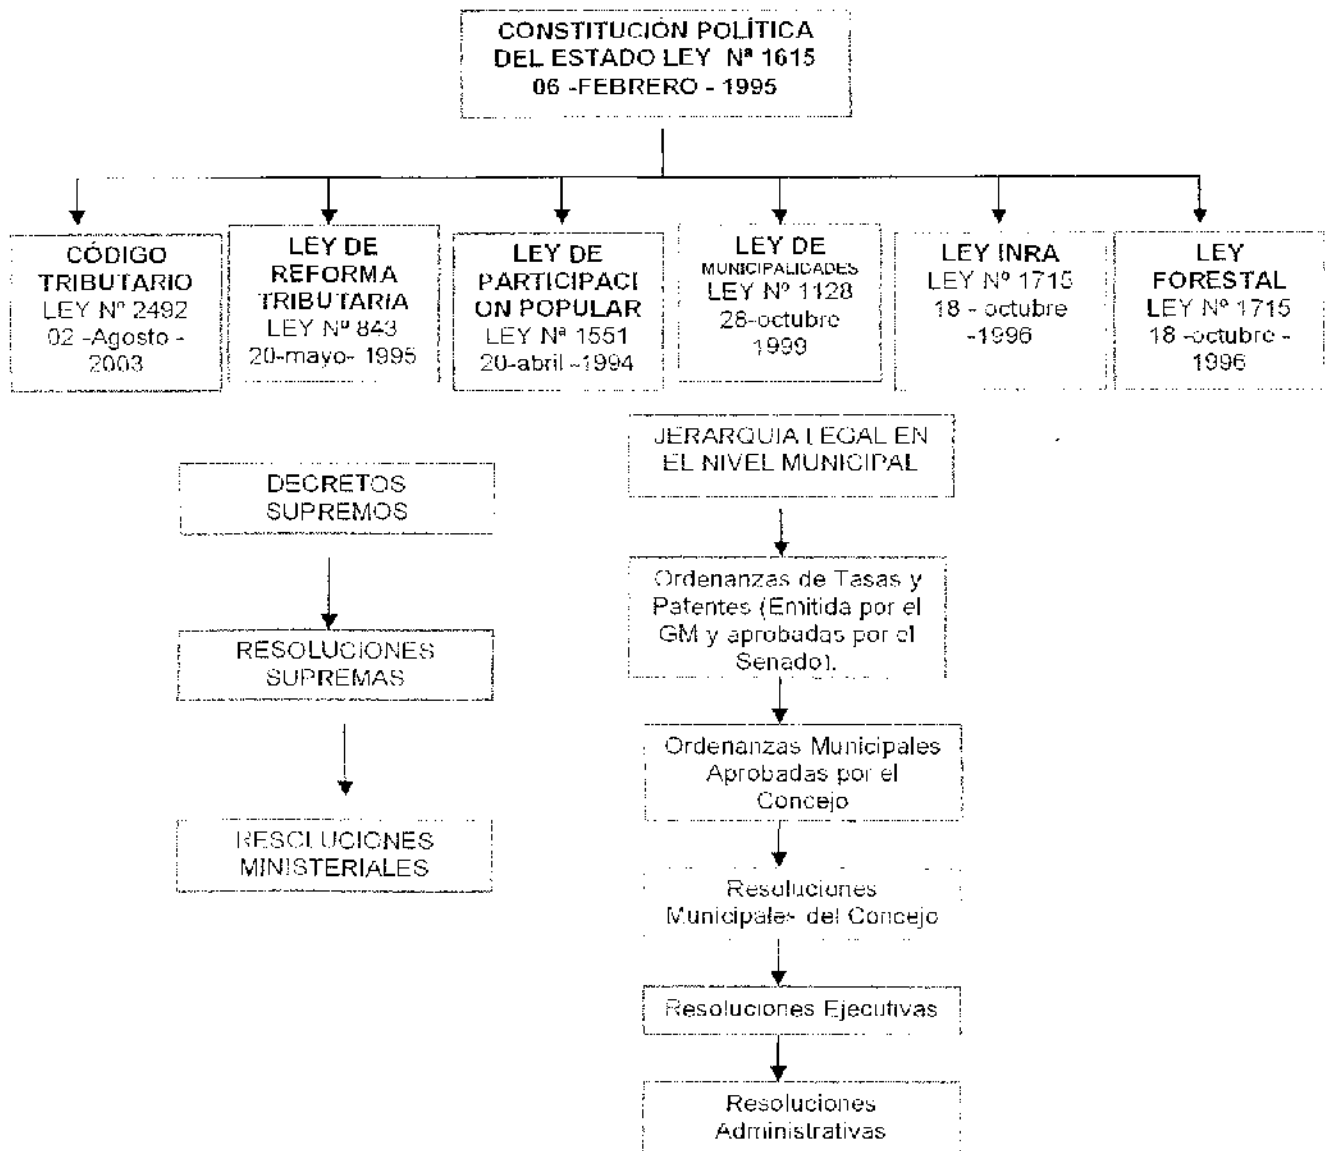 CONSTITUCIÓN POLÍTICA
DEL ESTADO LEY Nª 1615
06 -FEBRERO - 1995
CÓDIGO
TRIBUTARIO
LEY Nº 2492
02 -Agosto -
2003
LEY DE
REFORMA
TRIBUTARIA
LEY Nº 843
20-mayo- 1995
LEY DE
PARTICIPACI
ON POPULAR
LEY Nª 1551
20-abril -1994
LEY DE
MUNICIPALIDADES
LEY Nº 1128
28-octubre
1999
LEY INRA
LEY Nº 1715
18 - octubre
-1996
LEY
FORESTAL
LEY Nº 1715
18 -octubre -
1996
DECRETOS
SUPREMOS
RESOLUCIONES
SUPREMAS
RESOLUCIONES
MINISTERIALES
JERARQUIA LEGAL EN
EL NIVEL MUNICIPAL
Ordenanzas de Tasas y
Patentes (Emitida por el
GM y aprobadas por el
Senado).
Ordenanzas Municipales
Aprobadas por el
Concejo
Resoluciones
Municipales del Concejo
Resoluciones Ejecutivas
Resoluciones
Administrativas